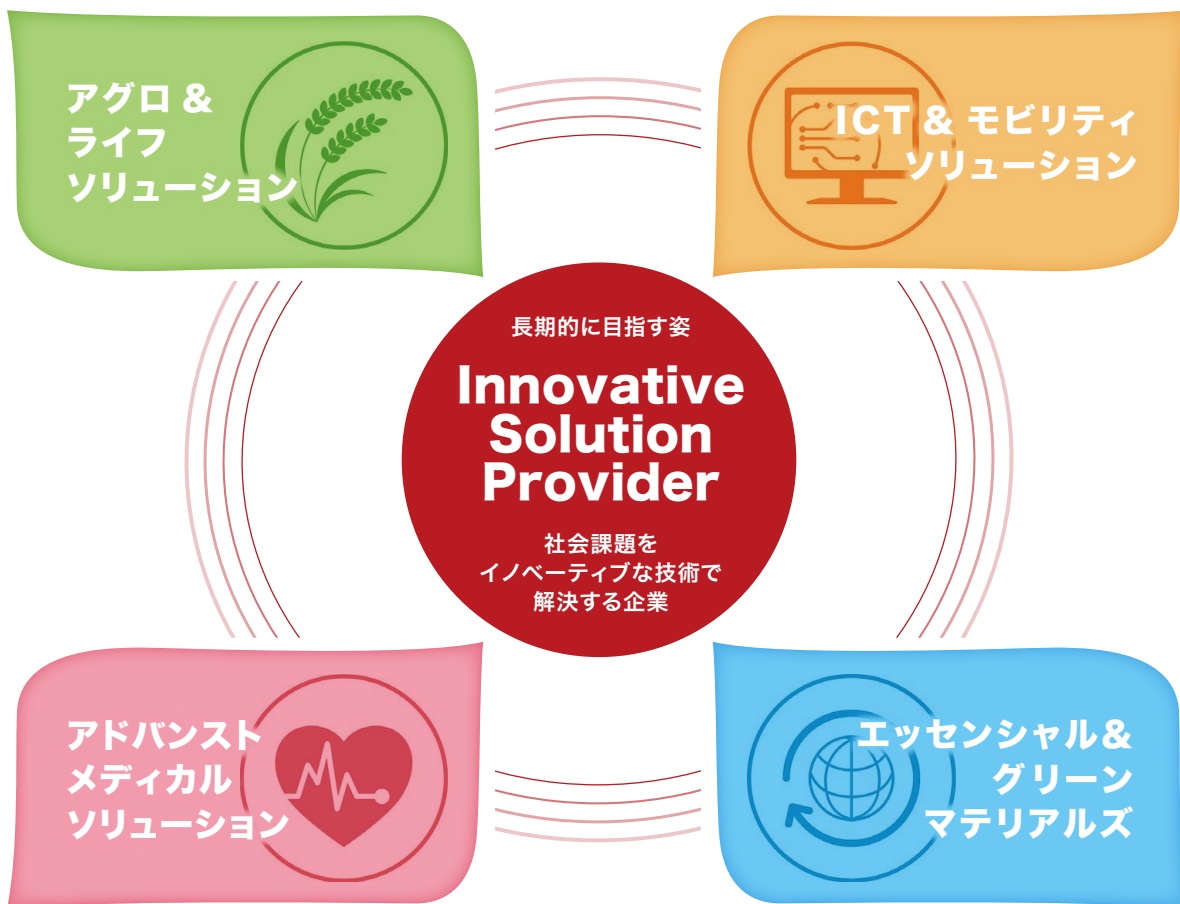 アグロ &
ライフ
ソリューション
ICT & モビリティ
ソリューション
長期的に目指す姿
Innovative
Solution
Provider
社会課題を
イノベーティブな技術で
解決する企業
アドバンスト
メディカル
ソリューション
エッセンシャル&
グリーン
マテリアルズ